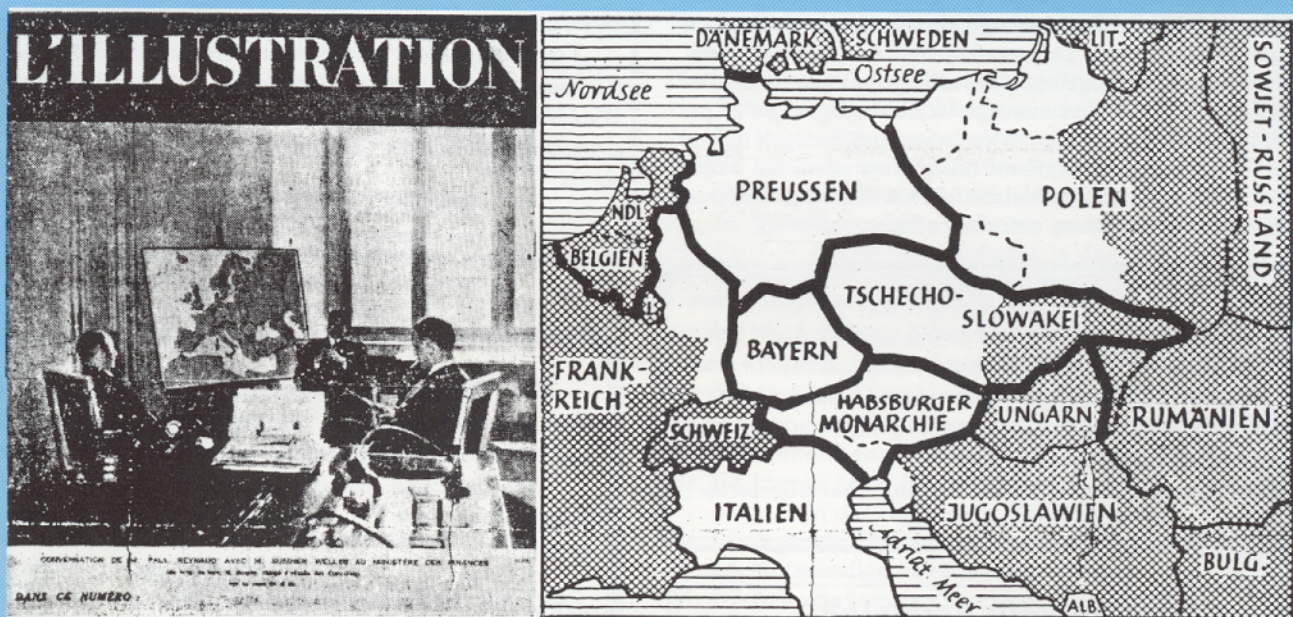 L'ILLUSTRATION
CONVERSATION DE M. PAUL REYNAUD AVEC M. SUMNER WELLES AU MINISTÈRE DES FINANCES
DANS CE NUMÉRO :
DÄNEMARK
SCHWEDEN
LIT.
SOWJET-RUSSLAND
Nordsee
Ostsee
PREUSSEN
POLEN
NDL.
BELGIEN
L.
TSCHECHO-
SLOWAKEI
BAYERN
FRANK-
REICH
HABSBURGER
MONARCHIE
UNGARN
RUMÄNIEN
SCHWEIZ
ITALIEN
JUGOSLAWIEN
Adriat. Meer
BULG.
ALB.